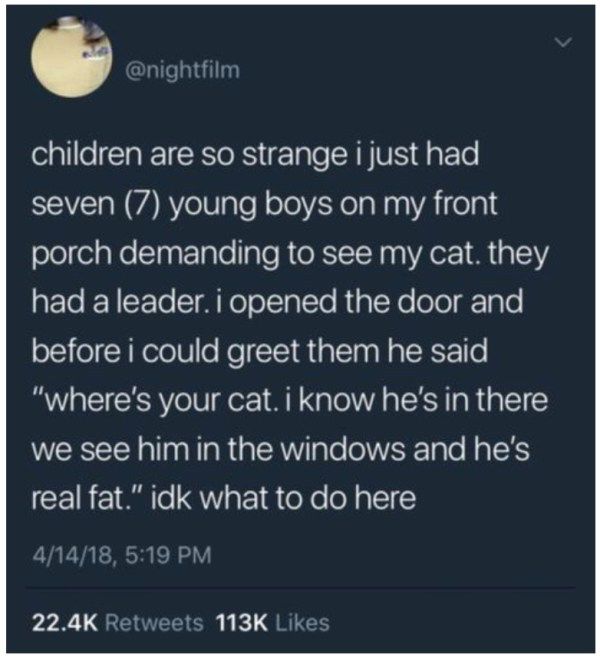 @nightfilm
children are so strange i just had
seven (7) young boys on my front
porch demanding to see my cat. they
had a leader. i opened the door and
before i could greet them he said
"where's your cat. i know he's in there
we see him in the windows and he's
real fat." idk what to do here
4/14/18, 5:19 PM
22.4K Retweets 113K Likes